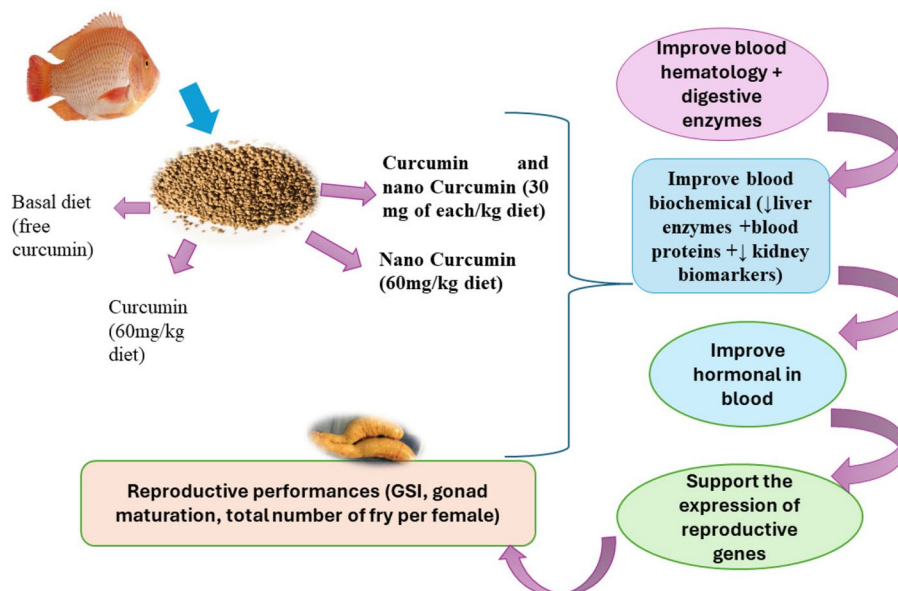 Improve blood
hematology +
digestive
enzymes
Curcumin and
nano Curcumin (30
mg of each/kg diet)
Basal diet
(free
curcumin)
Nano Curcumin
(60mg/kg diet)
Curcumin
(60mg/kg
diet)
Improve blood
biochemical (↓liver
enzymes +blood
proteins +↓ kidney
biomarkers)
Improve
hormonal in
blood
Support the
expression of
reproductive
genes
Reproductive performances (GSI, gonad
maturation, total number of fry per female)